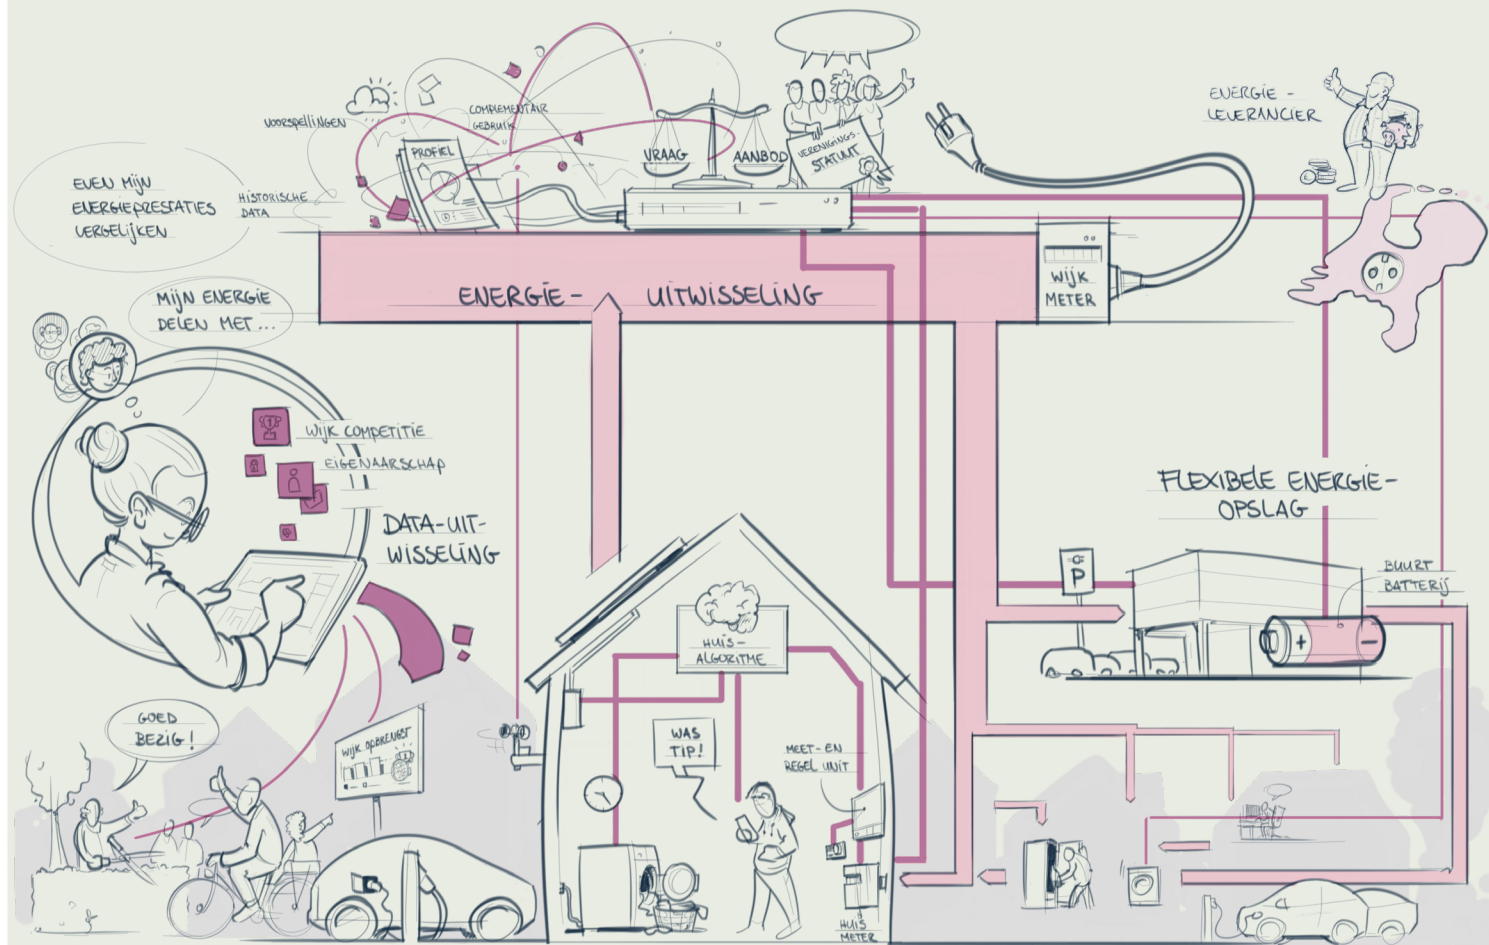 VOORSPELLINGEN
COMPLEMENTAIR
GEBRUIK
PROFIEL
HISTORISCHE
DATA
VRAAG
AANBOD
VERENIGINGS-
STATUUT
ENERGIE -
LEVERANCIER
EVEN MIJN
ENERGIEPRESTATIES
VERGELIJKEN
MIJN ENERGIE
DELEN MET ...
ENERGIE- UITWISSELING
WIJK
METER
WIJK COMPETITIE
EIGENAARSCHAP
DATA-UIT-
WISSELING
FLEXIBELE ENERGIE-
OPSLAG
P
BUURT
BATTERIJ
+ -
HUIS-
ALGORITME
WAS
TIP!
MEET- EN
REGEL UNIT
HUIS
METER
GOED
BEZIG!
WIJK OPBRENGST